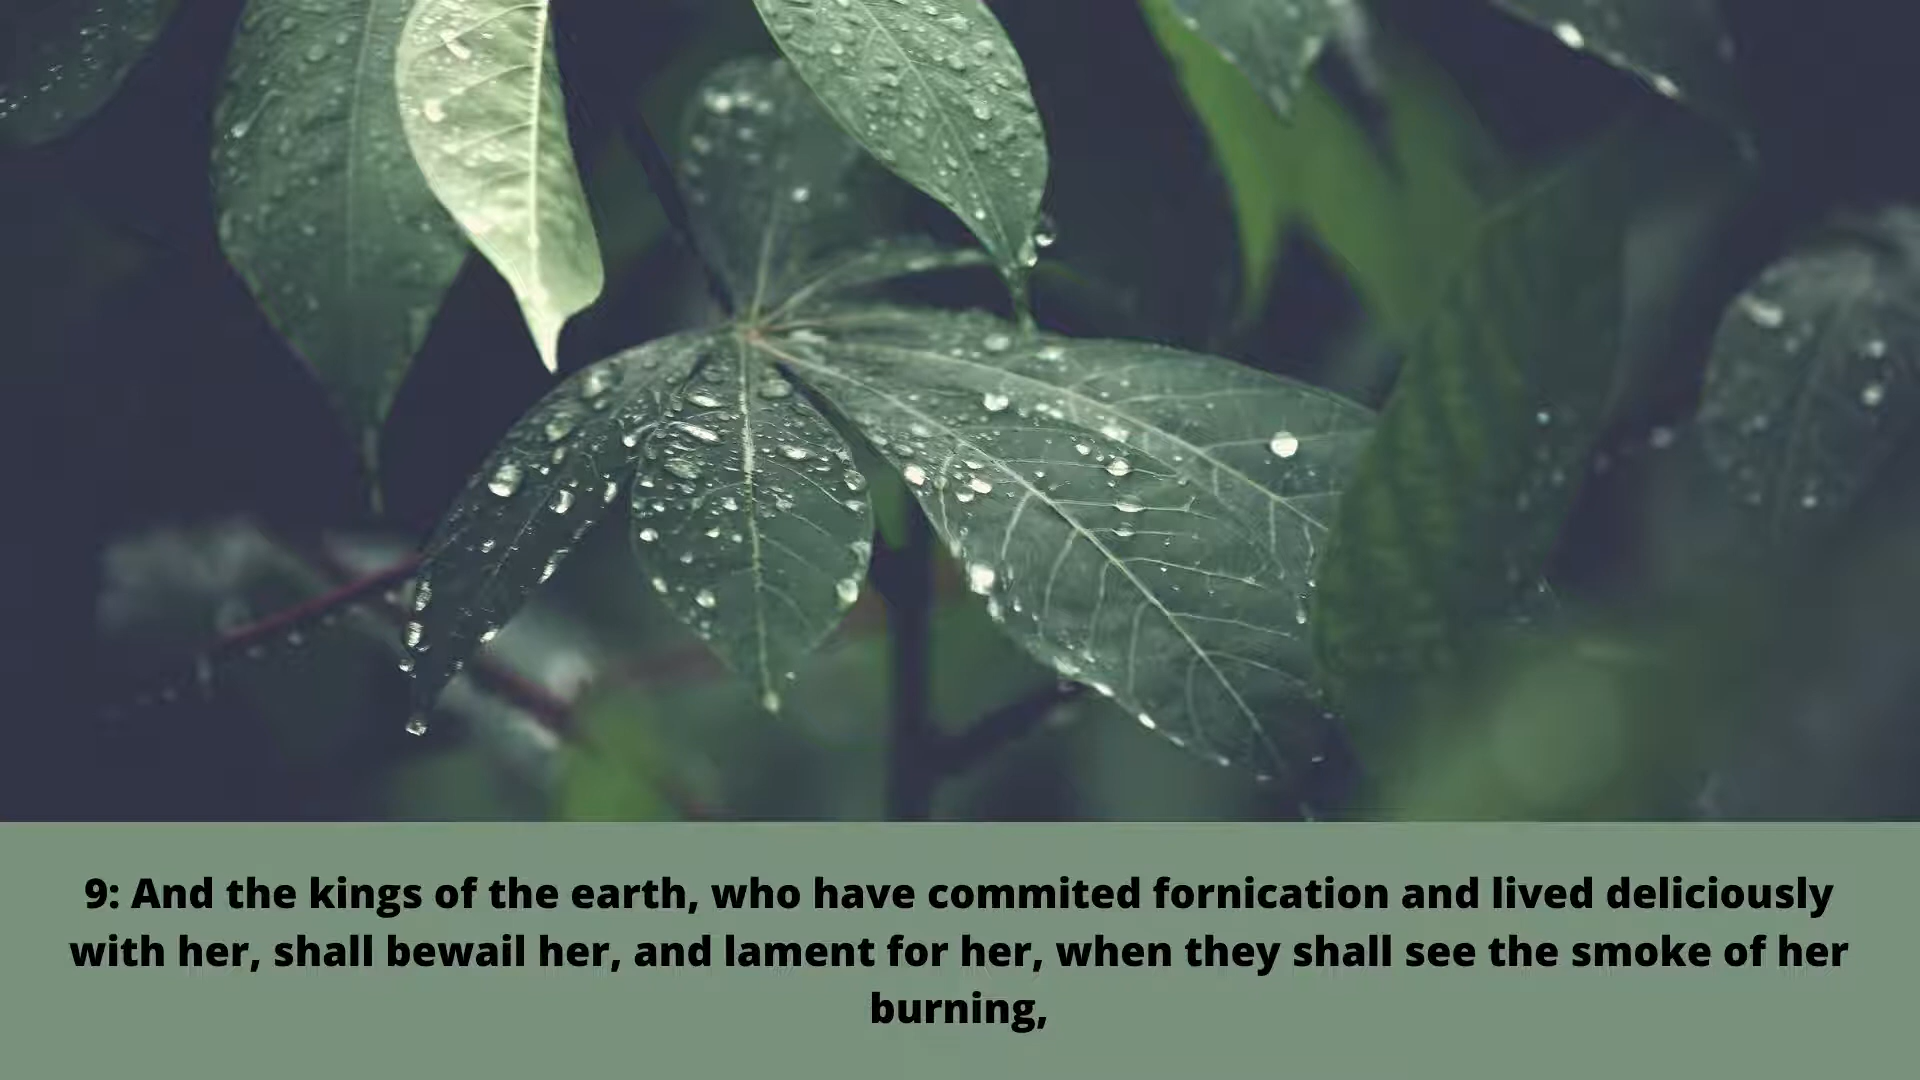 9: And the kings of the earth, who have commited fornication and lived deliciously
with her, shall bewail her, and lament for her, when they shall see the smoke of her
burning,